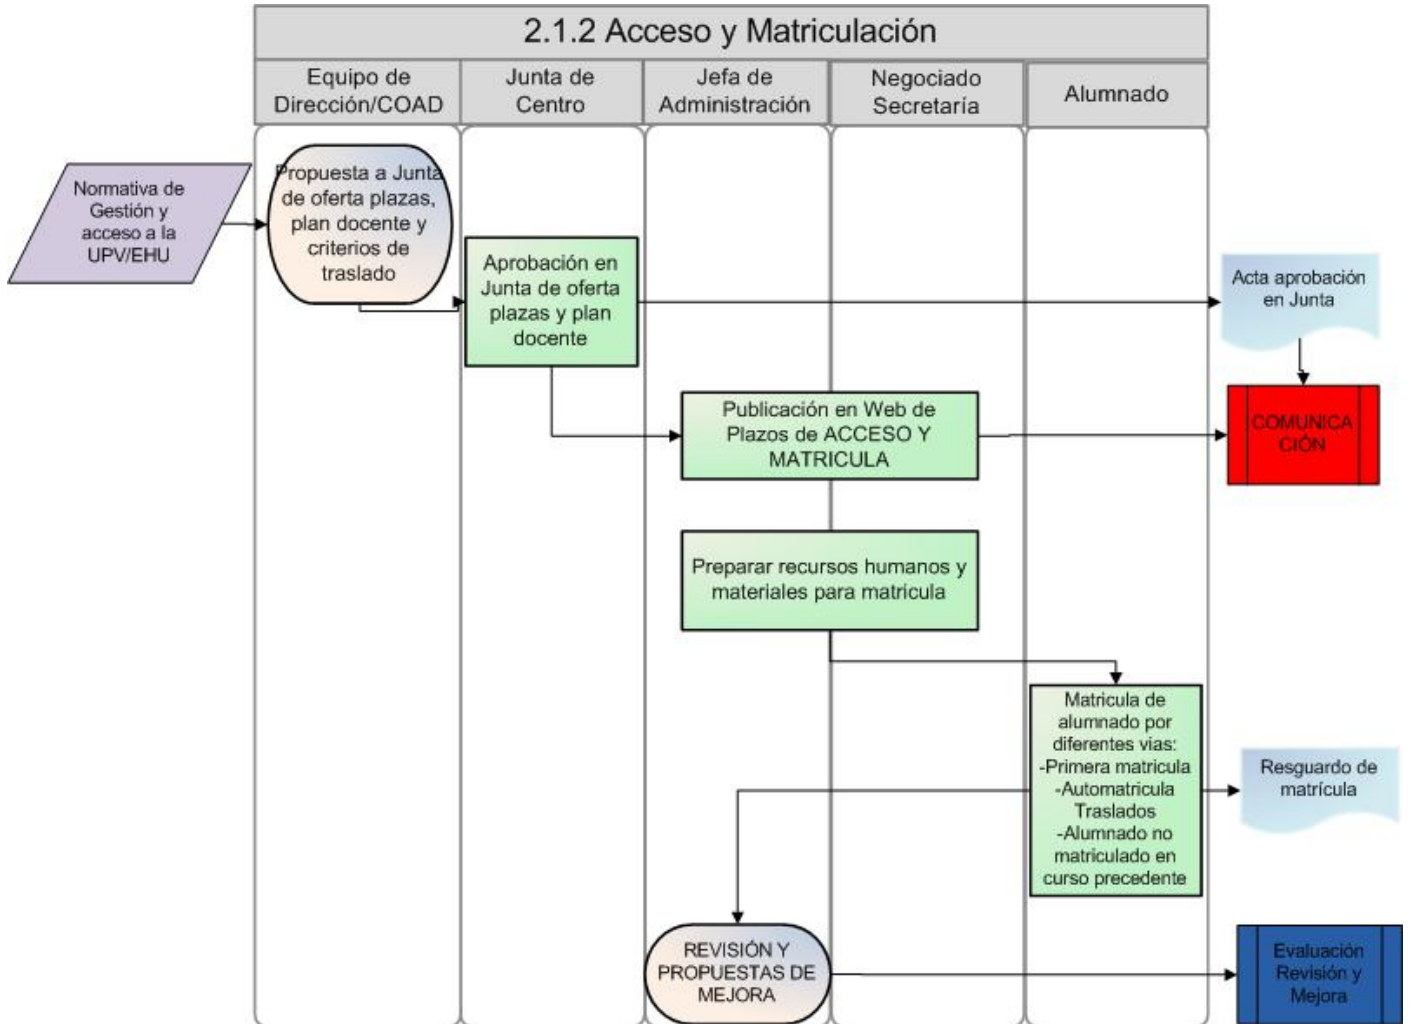 2.1.2 Acceso y Matriculación
Equipo de
Dirección/COAD
Junta de
Centro
Jefa de
Administración
Negociado
Secretaría
Alumnado
Normativa de
Gestión y
acceso a la
UPV/EHU
Propuesta a Junta
de oferta plazas,
plan docente y
criterios de
traslado
Aprobación en
Junta de oferta
plazas y plan
docente
Acta aprobación
en Junta
Publicación en Web de
Plazos de ACCESO Y
MATRICULA
COMUNICA
CIÓN
Preparar recursos humanos y
materiales para matricula
Matricula de
alumnado por
diferentes vias:
-Primera matricula
-Automatricula
Traslados
-Alumnado no
matriculado en
curso precedente
Resguardo de
matrícula
REVISIÓN Y
PROPUESTAS DE
MEJORA
Evaluación
Revisión y
Mejora